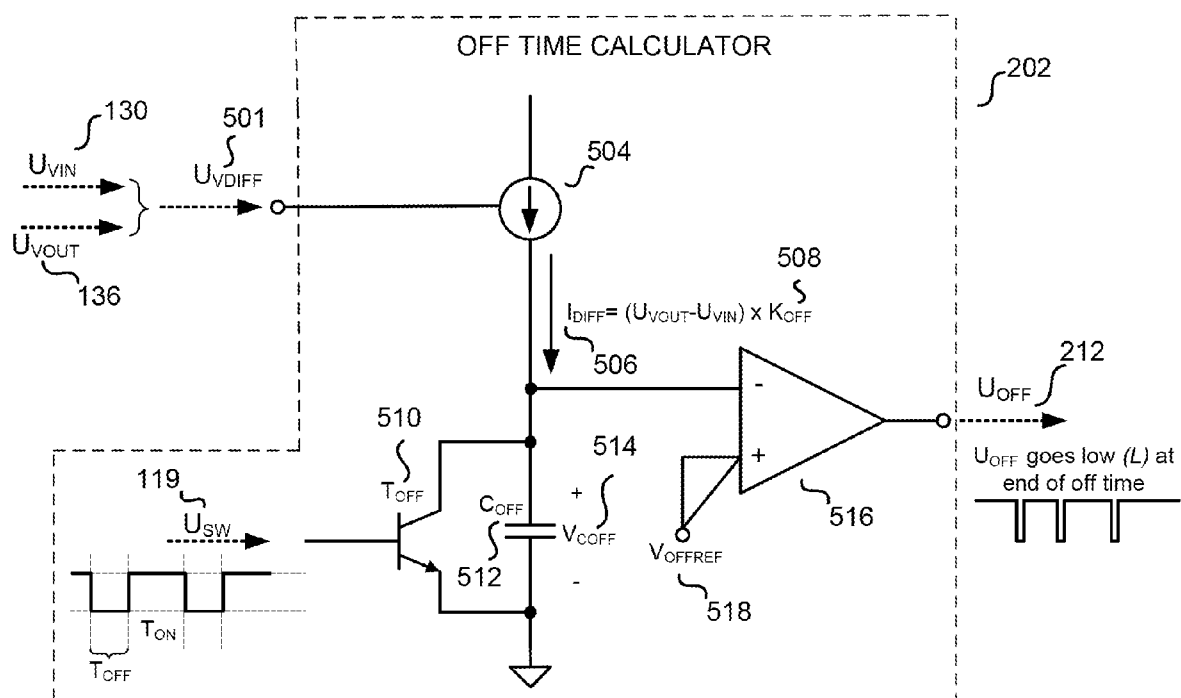 OFF TIME CALCULATOR
202
130
501
504
UVIN
UVDIFF
UVOUT
136
508
IDIFF= (UVOUT-UVIN) x KOFF
506
212
-
UOFF
510
514
+
UOFF goes low (L) at
end of off time
TOFF
119
+
COFF
516
USW
VCOFF
VOFFREF
512
-
518
TON
TOFF